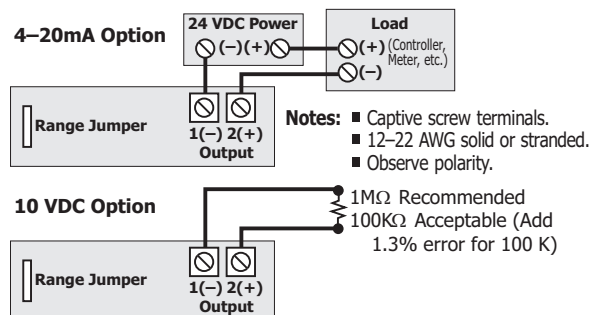 4–20mA Option
24 VDC Power
(–)(+)
Load
(+) (Controller,
Meter, etc.)
(–)
Range Jumper
1(–) 2(+)
Output
Notes: ■ Captive screw terminals.
■ 12–22 AWG solid or stranded.
■ Observe polarity.
10 VDC Option
1MΩ Recommended
100KΩ Acceptable (Add
1.3% error for 100 K)
Range Jumper
1(–) 2(+)
Output